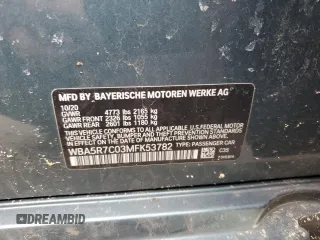 MFD. BY BAYERISCHE MOTOREN WERKE AG
10/20
GVWR 4773 lbs 2165 kg
GAWR FRONT 2326 lbs 1055 kg
GAWR REAR 2601 lbs 1180 kg
THIS VEHICLE CONFORMS TO ALL APPLICABLE
U.S.FEDERAL MOTOR VEHICLE
SAFETY, BUMPER AND THEFT PREVENTION
STANDARDS IN EFFECT ON THE DATE OF
MANUFACTURE SHOWN ABOVE.
WBA5R7C03MFK53782
TYPE: PASSENGER CAR
C3S
DREAMBID